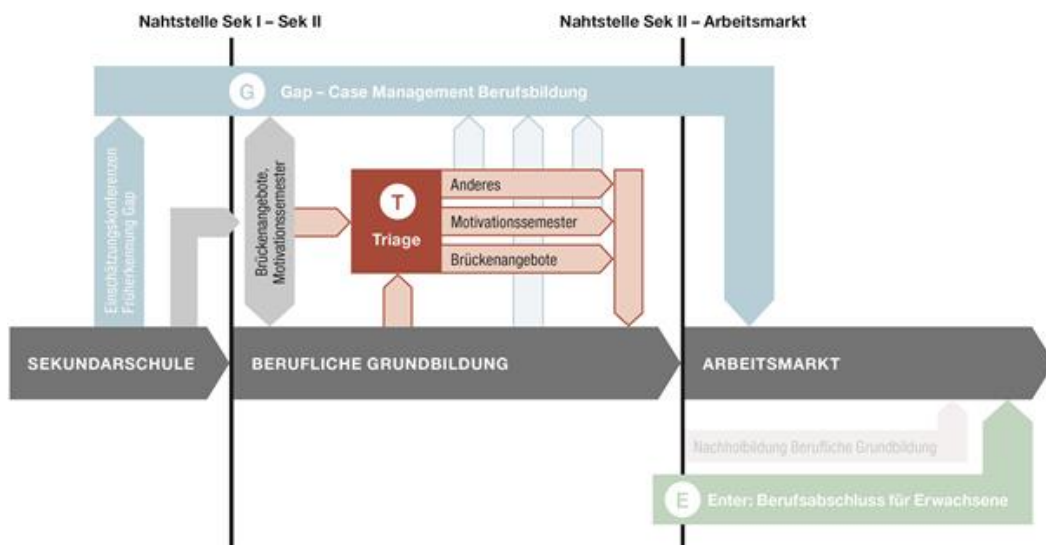 Nahtstelle Sek I – Sek II
Nahtstelle Sek II – Arbeitsmarkt
G
Gap – Case Management Berufsbildung
Einschätzungskonferenzen
Früherkennung Gap
Brückenangebote,
Motivationssemester
T
Triage
Anderes
Motivationssemester
Brückenangebote
SEKUNDARSCHULE
BERUFLICHE GRUNDBILDUNG
ARBEITSMARKT
Nachholbildung Berufliche Grundbildung
E
Enter: Berufsabschluss für Erwachsene